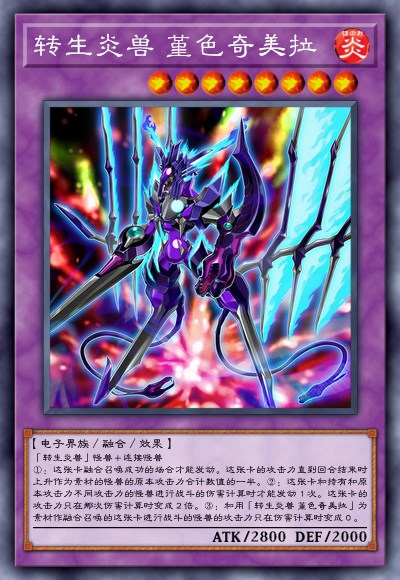 转生炎兽 堇色奇美拉
炎
ほのお
【电子界族／融合／效果】
「转生炎兽」怪兽＋连接怪兽
①：这张卡融合召唤成功的场合才能发动。这张卡的攻击力直到回合结束时
上升作为素材的怪兽的原本攻击力合计数值的一半。②：这张卡和持有和原
本攻击力不同攻击力的怪兽进行战斗的伤害计算时才能发动1次。这张卡的
攻击力只在那次伤害计算时变成2倍。③：和用「转生炎兽 堇色奇美拉」为
素材作融合召唤的这张卡进行战斗的怪兽的攻击力只在伤害计算时变成0。
ATK/2800 DEF/2000